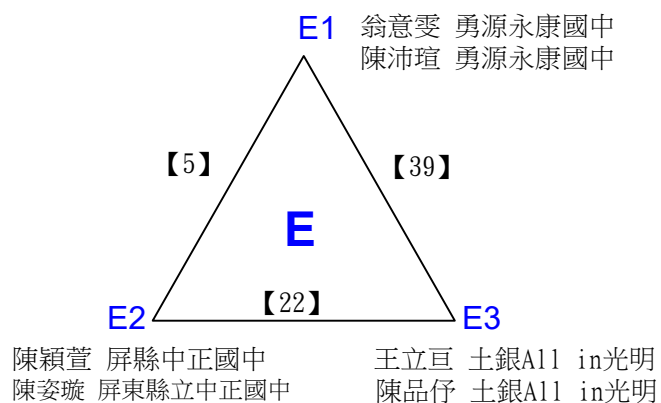 E1
翁意雯 勇源永康國中
陳沛瑄 勇源永康國中
【5】
【39】
E
【22】
E2
E3
陳穎萱 屏縣中正國中
陳姿璇 屏東縣立中正國中
王立亘 土銀All in光明
陳品伃 土銀All in光明